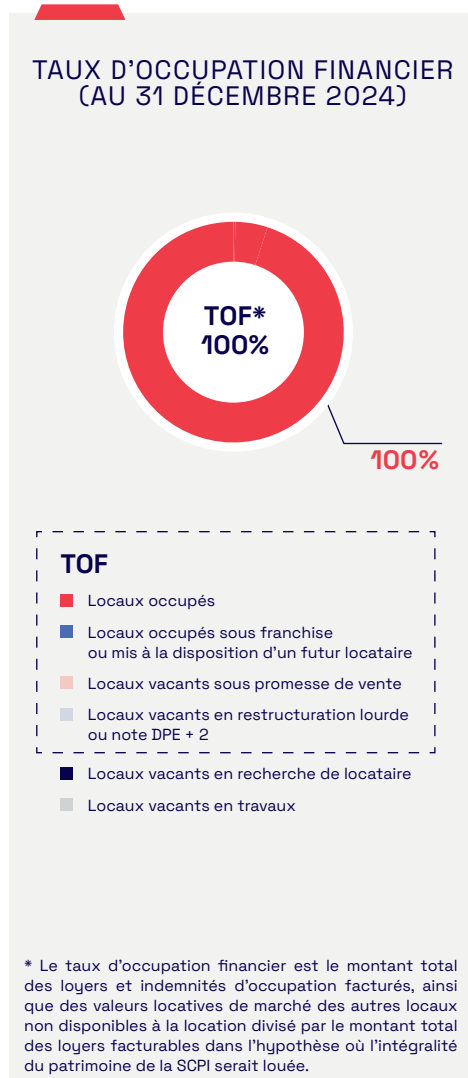 TAUX D'OCCUPATION FINANCIER
(AU 31 DÉCEMBRE 2024)
TOF*
100%
100%
TOF
Locaux occupés
Locaux occupés sous franchise
ou mis à la disposition d'un futur locataire
Locaux vacants sous promesse de vente
Locaux vacants en restructuration lourde
ou note DPE + 2
Locaux vacants en recherche de locataire
Locaux vacants en travaux
* Le taux d'occupation financier est le montant total
des loyers et indemnités d'occupation facturés, ainsi
que des valeurs locatives de marché des autres locaux
non disponibles à la location divisé par le montant total
des loyers facturables dans l'hypothèse où l'intégralité
du patrimoine de la SCPI serait louée.